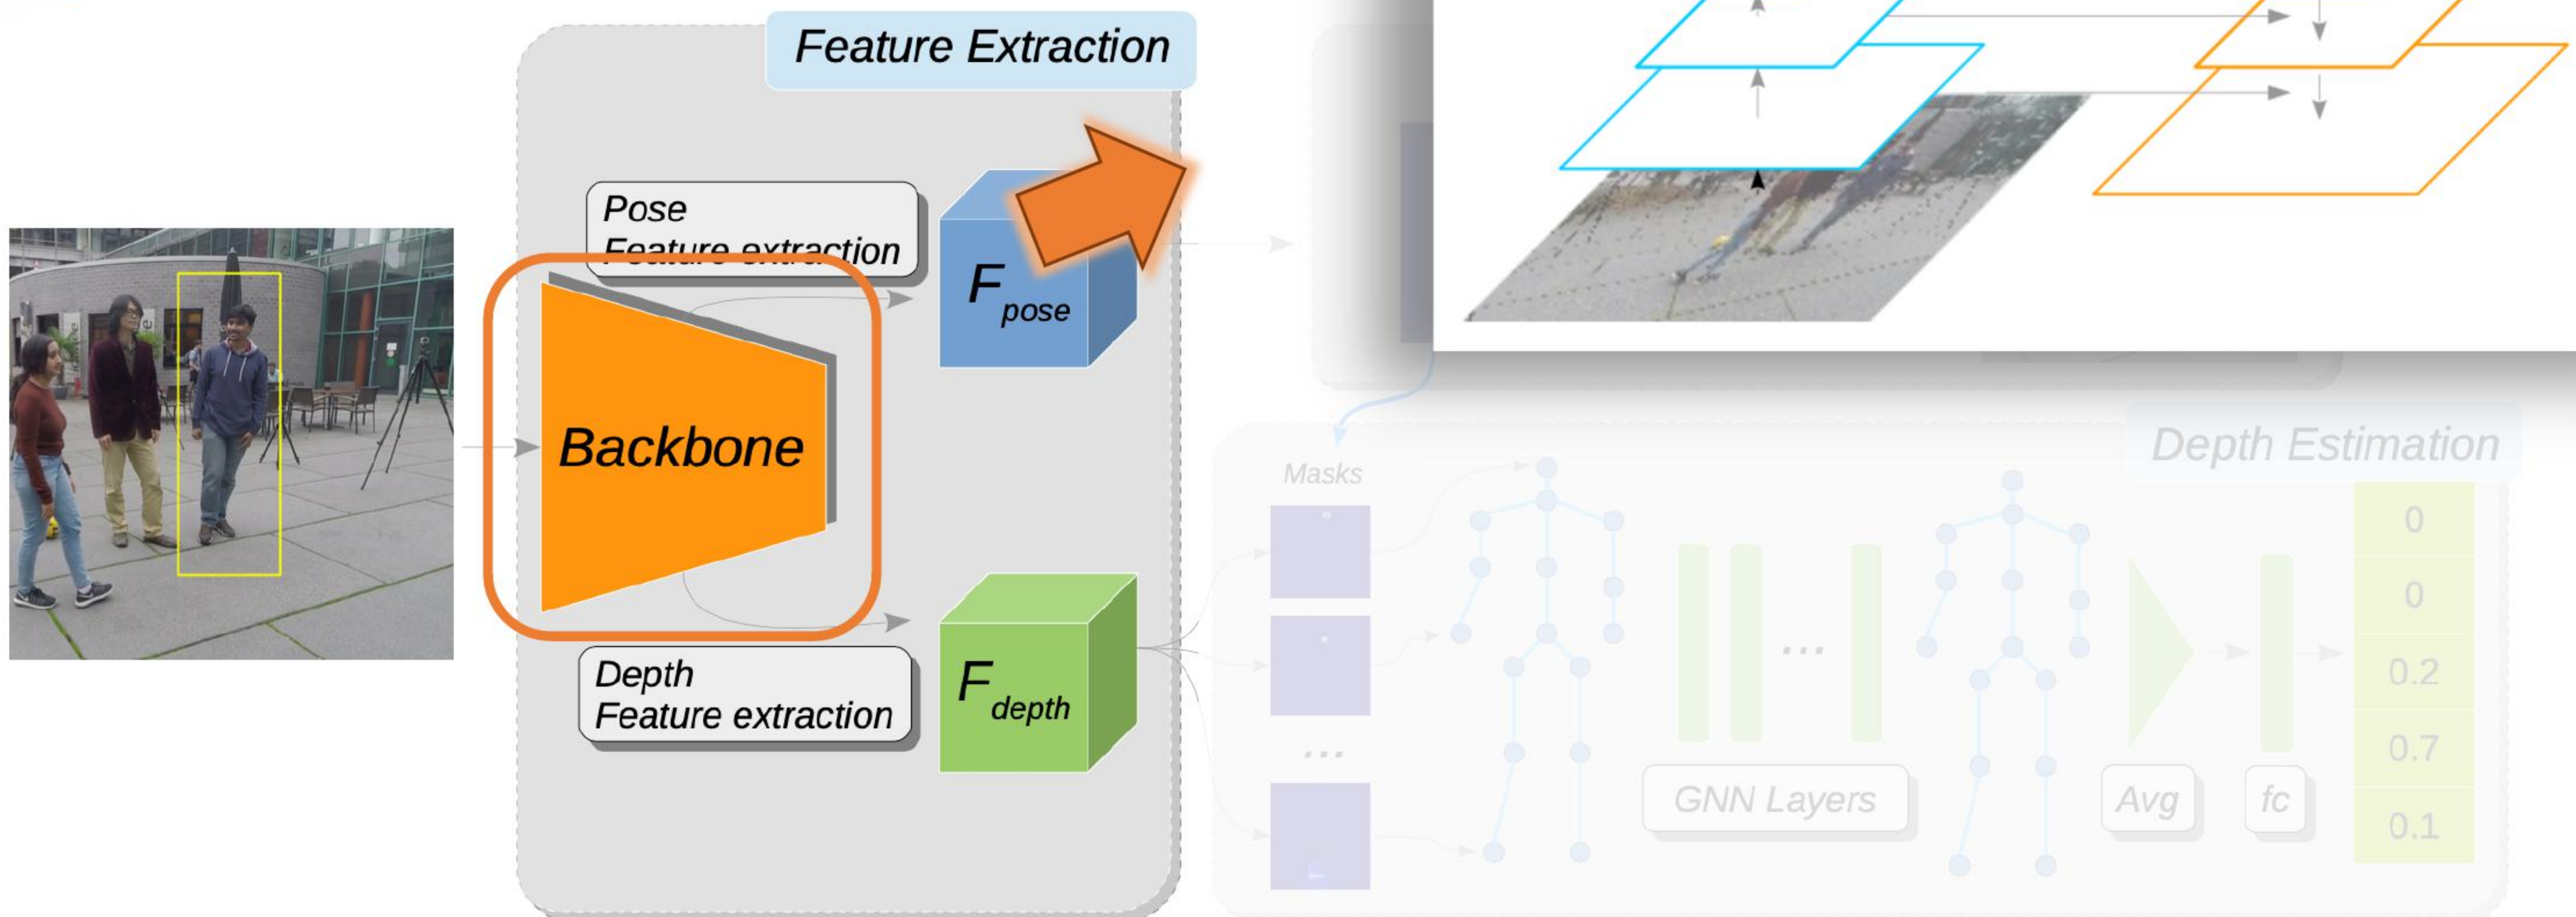 Feature Extraction
Pose
Feature extraction
F pose
Backbone
Depth
Feature extraction
F depth
Depth Estimation
Masks
...
...
GNN Layers
Avg
fc
0
0
0.2
0.7
0.1